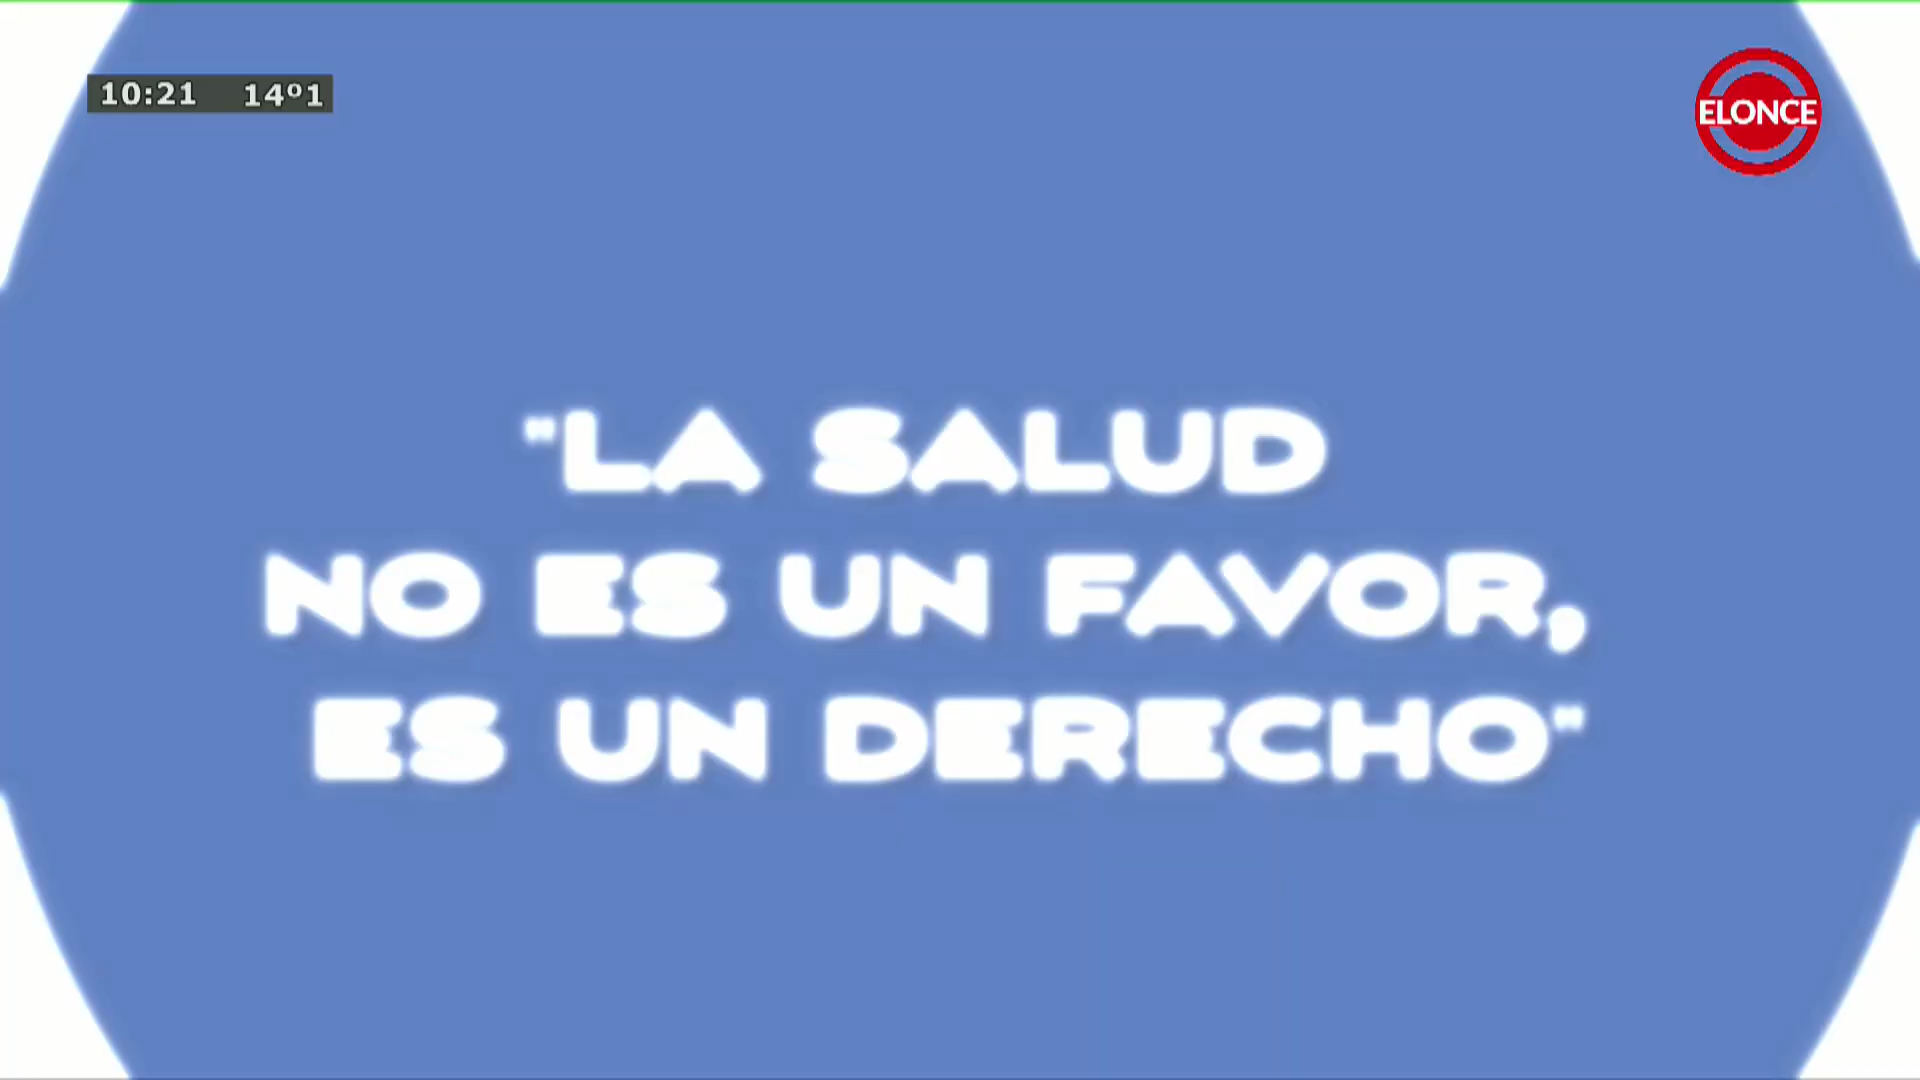 10:21 14º1
ELONCE
"LA SALUD
NO ES UN FAVOR,
ES UN DERECHO"